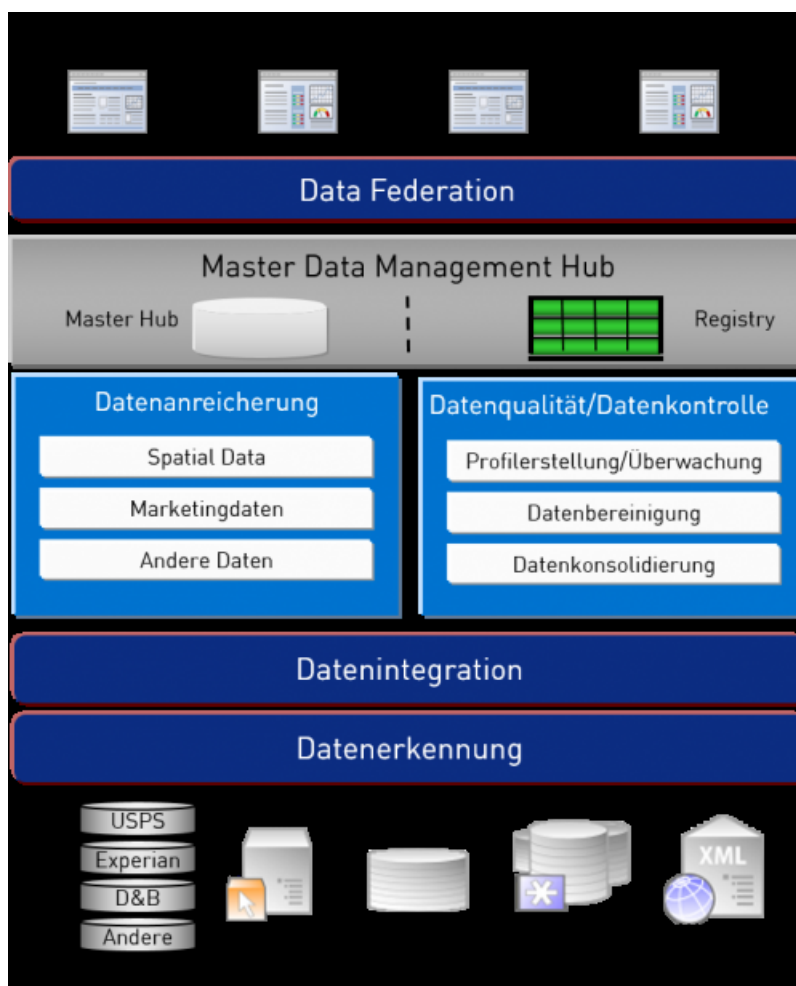 Data Federation
Master Data Management Hub
Master Hub
Registry
Datenanreicherung
Spatial Data
Marketingdaten
Andere Daten
Datenqualität/Datenkontrolle
Profilerstellung/Überwachung
Datenbereinigung
Datenkonsolidierung
Datenintegration
Datenerkennung
USPS
Experian
D&B
Andere
XML